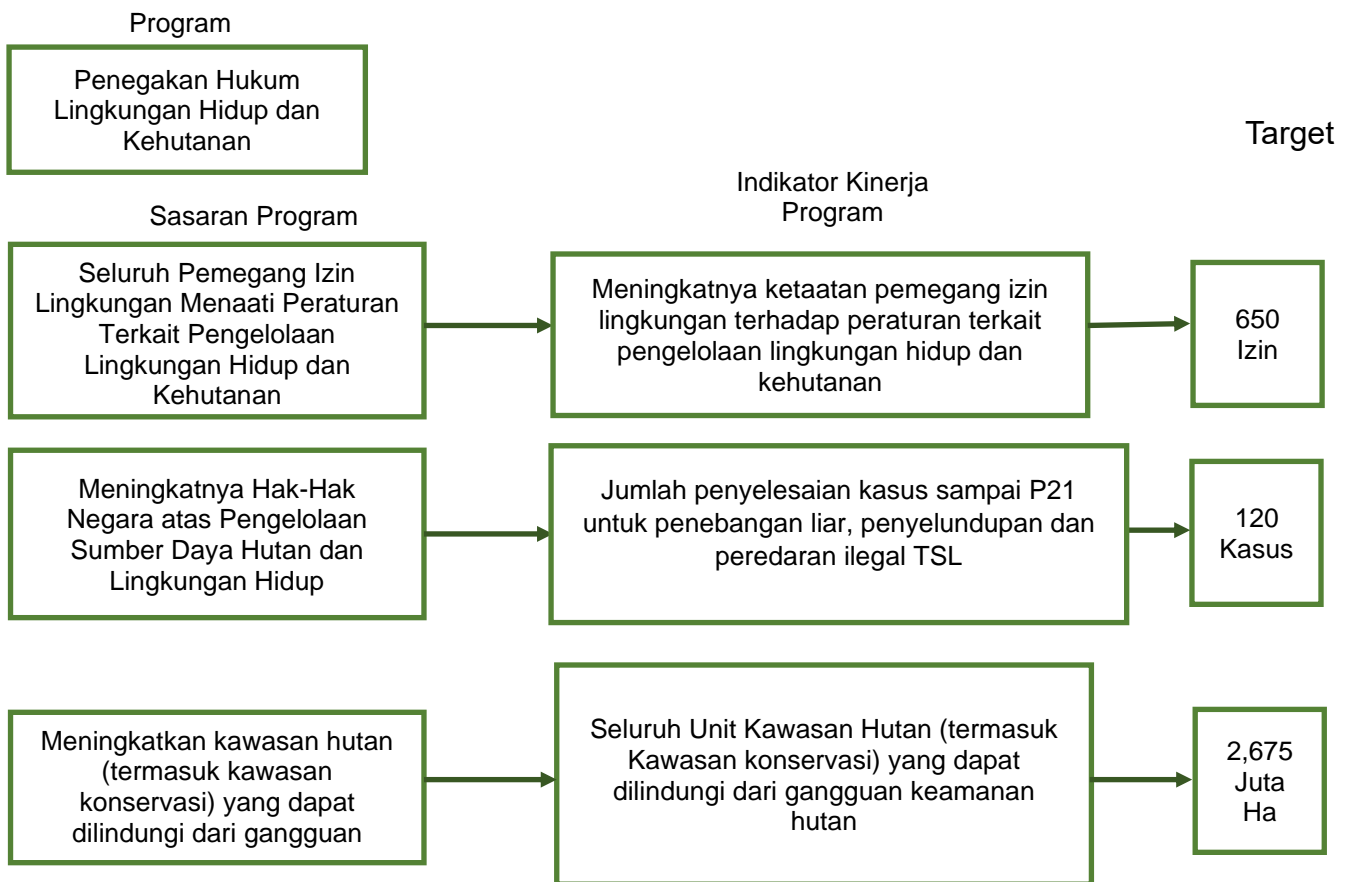 Program
Penegakan Hukum
Lingkungan Hidup dan
Kehutanan
Target
Indikator Kinerja
Program
Sasaran Program
Seluruh Pemegang Izin
Lingkungan Menaati Peraturan
Terkait Pengelolaan
Lingkungan Hidup dan
Kehutanan
Meningkatnya ketaatan pemegang izin
lingkungan terhadap peraturan terkait
pengelolaan lingkungan hidup dan
kehutanan
650
Izin
Meningkatnya Hak-Hak
Negara atas Pengelolaan
Sumber Daya Hutan dan
Lingkungan Hidup
Jumlah penyelesaian kasus sampai P21
untuk penebangan liar, penyelundupan dan
peredaran ilegal TSL
120
Kasus
Meningkatkan kawasan hutan
(termasuk kawasan
konservasi) yang dapat
dilindungi dari gangguan
Seluruh Unit Kawasan Hutan (termasuk
Kawasan konservasi) yang dapat
dilindungi dari gangguan keamanan
hutan
2,675
Juta
Ha